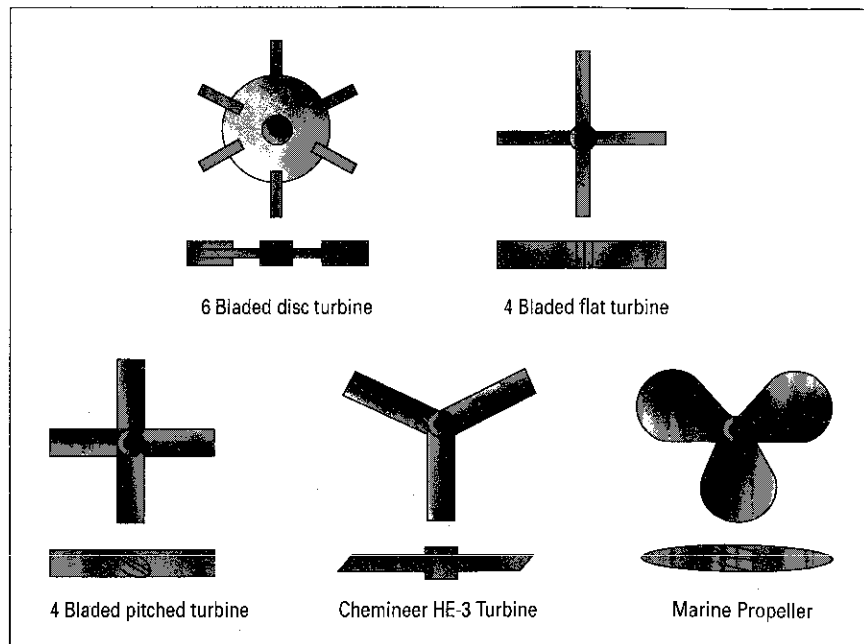 6 Bladed disc turbine
4 Bladed flat turbine
4 Bladed pitched turbine
Chemineer HE-3 Turbine
Marine Propeller